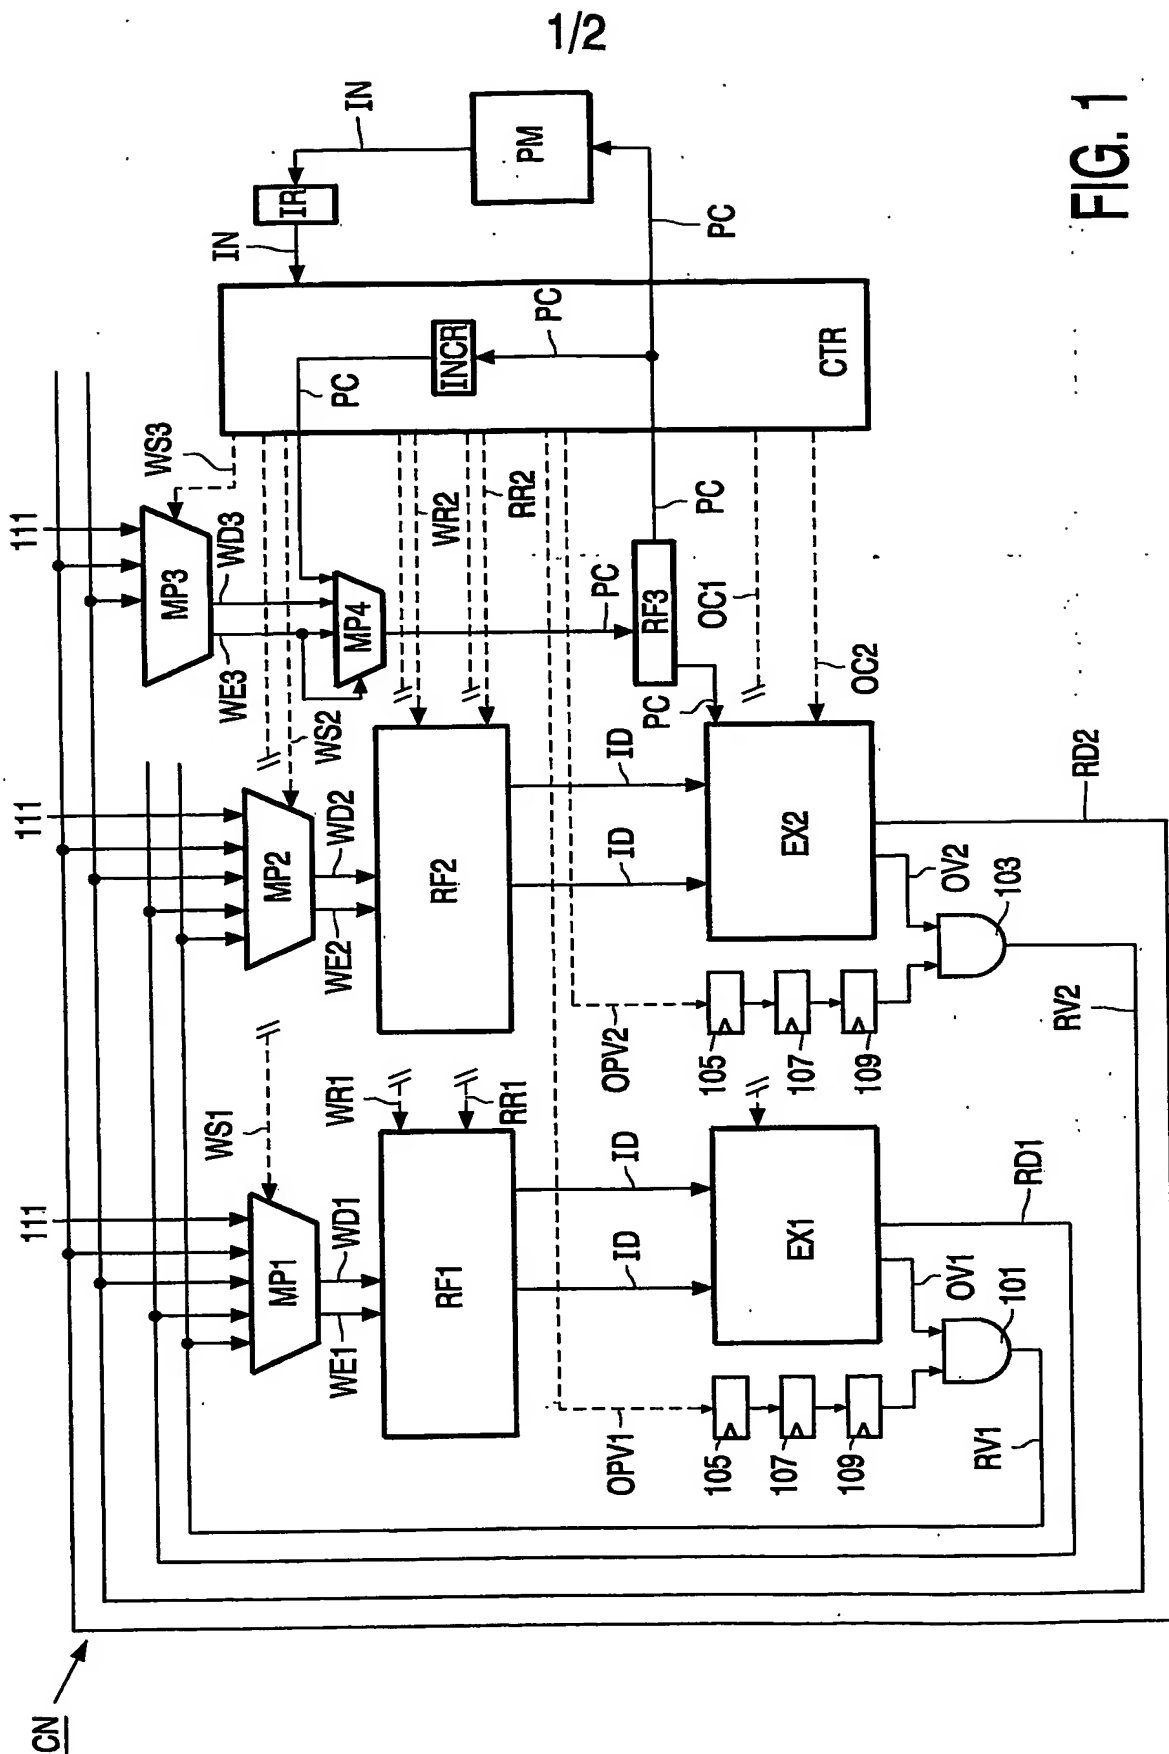 1/2
FIG. 1
CN
111
111
111
MP3
MP2
MP1
MP4
WS3
WS2
WS1
WE3
WD3
WE2
WD2
WE1
WD1
IN
IR
IN
PM
PC
PC
INCR
PC
CTR
PC
WR2
RR2
WR1
RR1
RF3
PC
PC
RF2
RF1
ID
ID
ID
ID
OC1
OC2
EX2
EX1
OPV2
OPV1
105
107
109
105
107
109
OV2
103
OV1
101
RD2
RV2
RD1
RV1